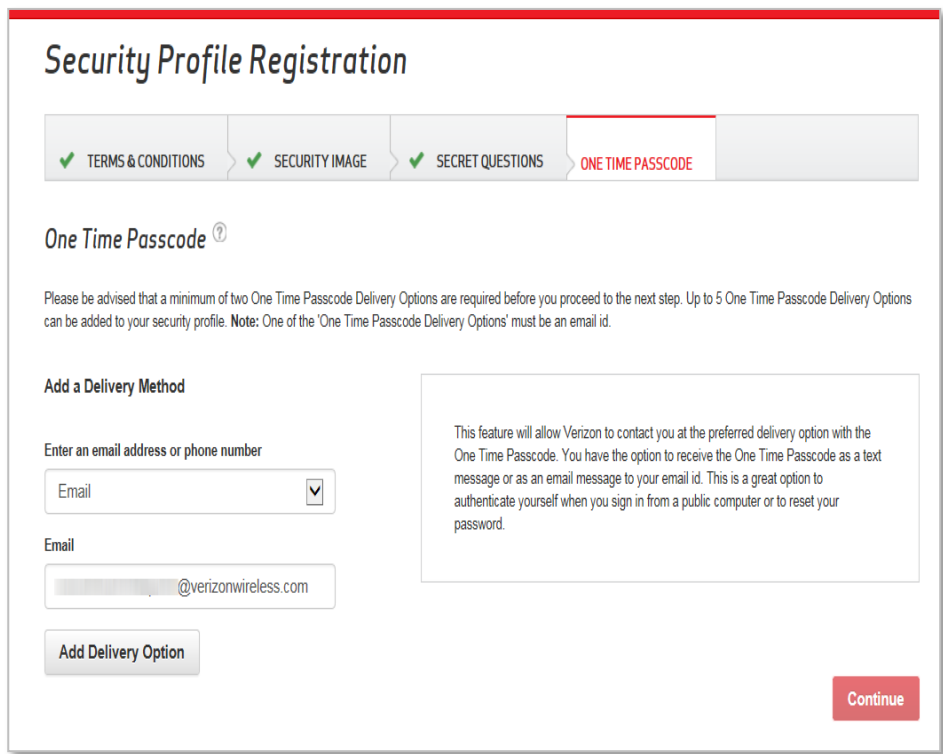 Security Profile Registration
TERMS & CONDITIONS
SECURITY IMAGE
SECRET QUESTIONS
ONE TIME PASSCODE
One Time Passcode ?
Please be advised that a minimum of two One Time Passcode Delivery Options are required before you proceed to the next step. Up to 5 One Time Passcode Delivery Options
can be added to your security profile. Note: One of the 'One Time Passcode Delivery Options' must be an email id.
Add a Delivery Method
Enter an email address or phone number
Email
Email
@verizonwireless.com
Add Delivery Option
This feature will allow Verizon to contact you at the preferred delivery option with the
One Time Passcode. You have the option to receive the One Time Passcode as a text
message or as an email message to your email id. This is a great option to
authenticate yourself when you sign in from a public computer or to reset your
password.
Continue